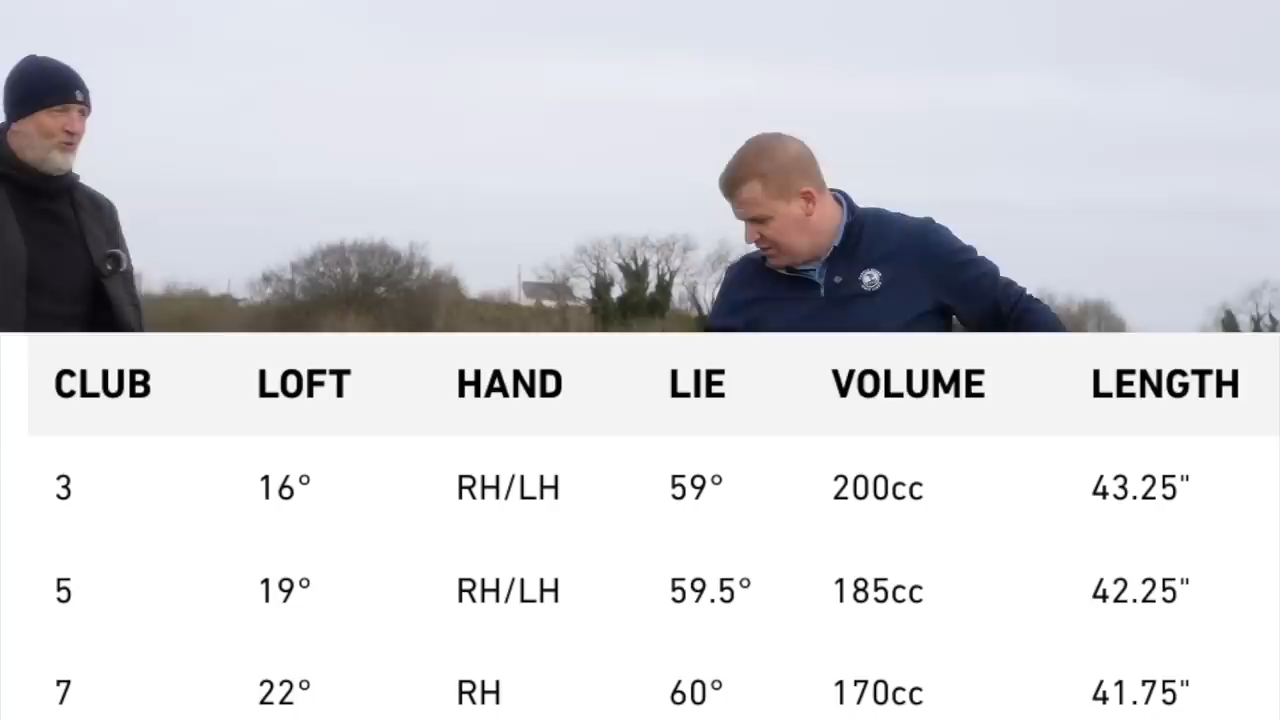 CLUB LOFT HAND LIE VOLUME LENGTH
3 16° RH/LH 59° 200cc 43.25"
5 19° RH/LH 59.5° 185cc 42.25"
7 22° RH 60° 170cc 41.75"